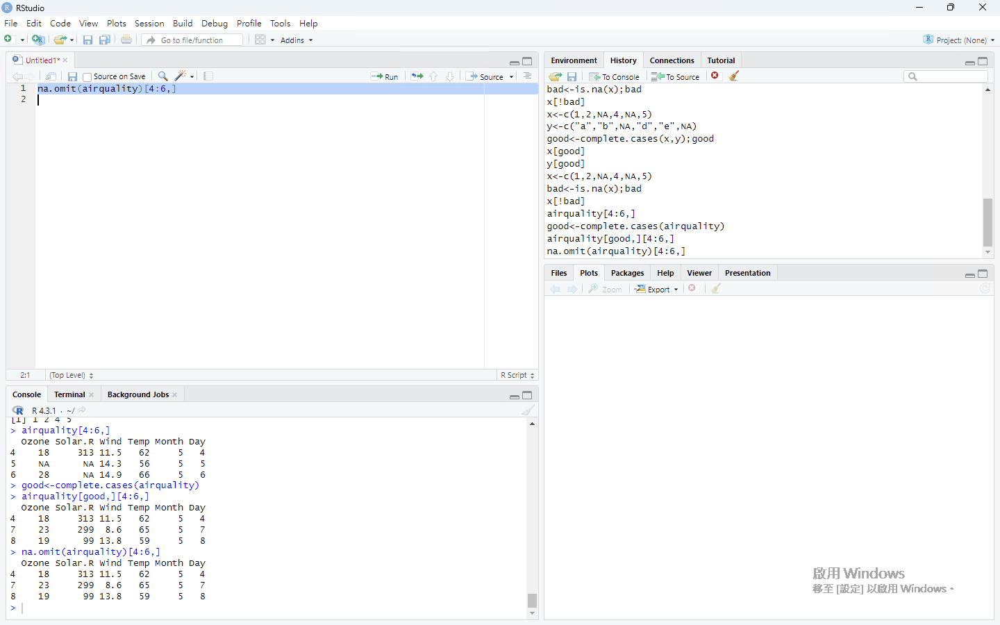 RStudio
File Edit Code View Plots Session Build Debug Profile Tools Help
Go to file/function Addins Project: (None)
Untitled1*
Source on Save Run Source
1 na.omit(airquality)[4:6,]
2
2:1 (Top Level) R Script
Console Terminal Background Jobs
R 4.3.1 · ~/
[1] 1 2 4 5
> airquality[4:6,]
  Ozone Solar.R Wind Temp Month Day
4    18     313 11.5   62     5   4
5    NA      NA 14.3   56     5   5
6    28      NA 14.9   66     5   6
> good<-complete.cases(airquality)
> airquality[good,][4:6,]
  Ozone Solar.R Wind Temp Month Day
4    18     313 11.5   62     5   4
7    23     299  8.6   65     5   7
8    19      99 13.8   59     5   8
> na.omit(airquality)[4:6,]
  Ozone Solar.R Wind Temp Month Day
4    18     313 11.5   62     5   4
7    23     299  8.6   65     5   7
8    19      99 13.8   59     5   8
>
Environment History Connections Tutorial
To Console To Source
bad<-is.na(x);bad
x[!bad]
x<-c(1,2,NA,4,NA,5)
y<-c("a","b",NA,"d","e",NA)
good<-complete.cases(x,y);good
x[good]
y[good]
x<-c(1,2,NA,4,NA,5)
bad<-is.na(x);bad
x[!bad]
airquality[4:6,]
good<-complete.cases(airquality)
airquality[good,][4:6,]
na.omit(airquality)[4:6,]
Files Plots Packages Help Viewer Presentation
Zoom Export
啟用 Windows
移至 [設定] 以啟用 Windows。